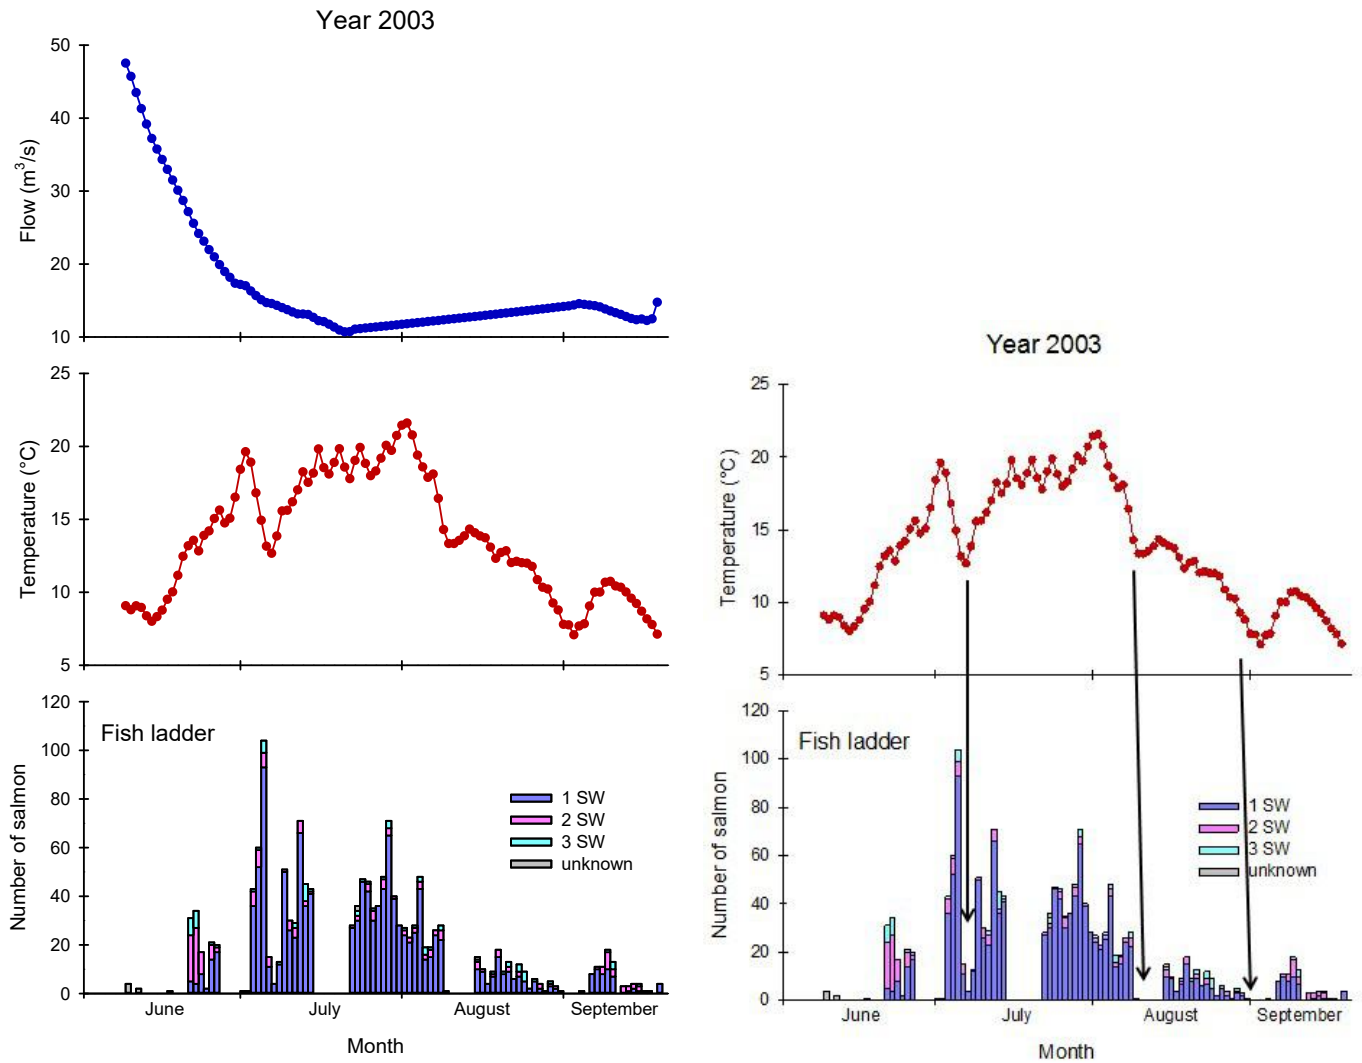 Year 2003
50
40
30
20
10
Flow (m³/s)
25
20
15
10
5
Temperature (°C)
120
100
80
60
40
20
0
Number of salmon
Fish ladder
1 SW
2 SW
3 SW
unknown
June
July
August
September
Month
Year 2003
25
20
15
10
5
Temperature (°C)
120
100
80
60
40
20
0
Number of salmon
Fish ladder
1 SW
2 SW
3 SW
unknown
June
July
August
September
Month